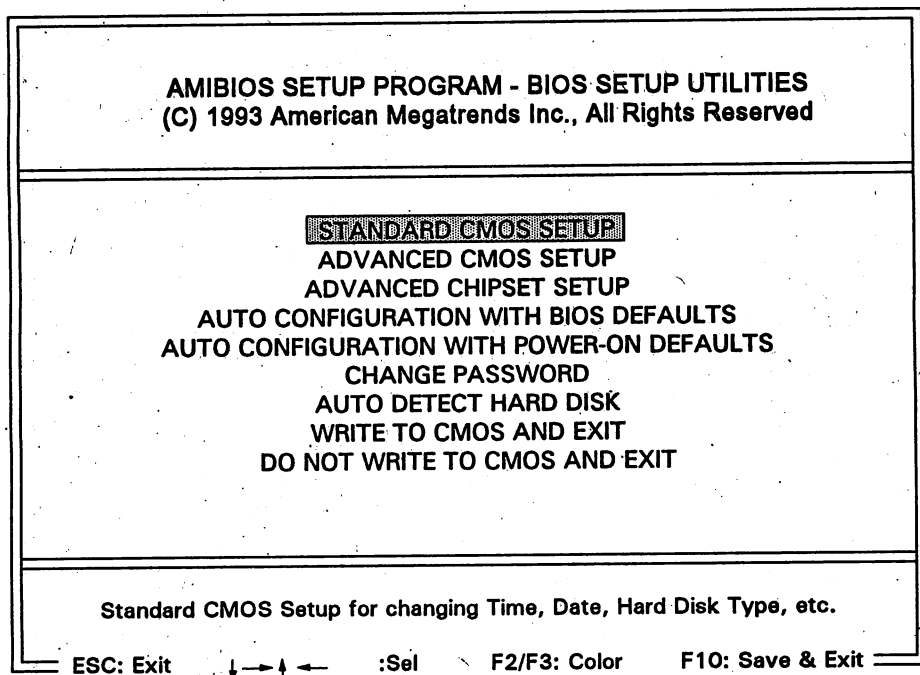 AMIBIOS SETUP PROGRAM - BIOS SETUP UTILITIES
(C) 1993 American Megatrends Inc., All Rights Reserved
STANDARD CMOS SETUP
ADVANCED CMOS SETUP
ADVANCED CHIPSET SETUP
AUTO CONFIGURATION WITH BIOS DEFAULTS
AUTO CONFIGURATION WITH POWER-ON DEFAULTS
CHANGE PASSWORD
AUTO DETECT HARD DISK
WRITE TO CMOS AND EXIT
DO NOT WRITE TO CMOS AND EXIT
Standard CMOS Setup for changing Time, Date, Hard Disk Type, etc.
ESC: Exit ↓→↑← :Sel F2/F3: Color F10: Save & Exit